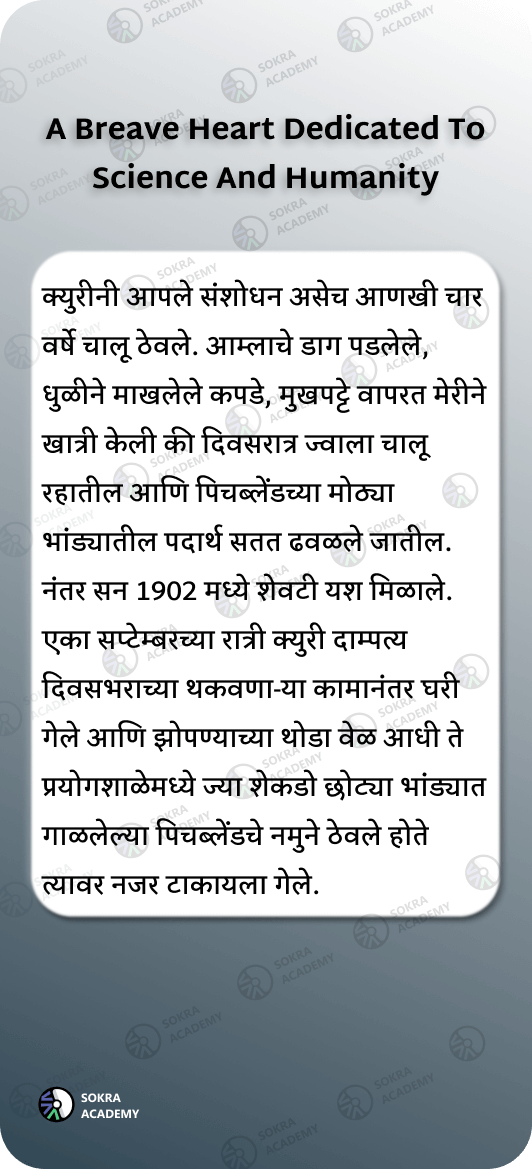 A Breave Heart Dedicated To
Science And Humanity
क्युरीनी आपले संशोधन असेच आणखी चार
वर्षे चालू ठेवले. आम्लाचे डाग पडलेले,
धुळीने माखलेले कपडे, मुखपट्टे वापरत मेरीने
खात्री केली की दिवसरात्र ज्वाला चालू
रहातील आणि पिचब्लेंडच्या मोठ्या
भांड्यातील पदार्थ सतत ढवळले जातील.
नंतर सन 1902 मध्ये शेवटी यश मिळाले.
एका सप्टेम्बरच्या रात्री क्युरी दाम्पत्य
दिवसभराच्या थकवणा-या कामानंतर घरी
गेले आणि झोपण्याच्या थोडा वेळ आधी ते
प्रयोगशाळेमध्ये ज्या शेकडो छोट्या भांड्यात
गाळलेल्या पिचब्लेंडचे नमुने ठेवले होते
त्यावर नजर टाकायला गेले.
SOKRA
ACADEMY